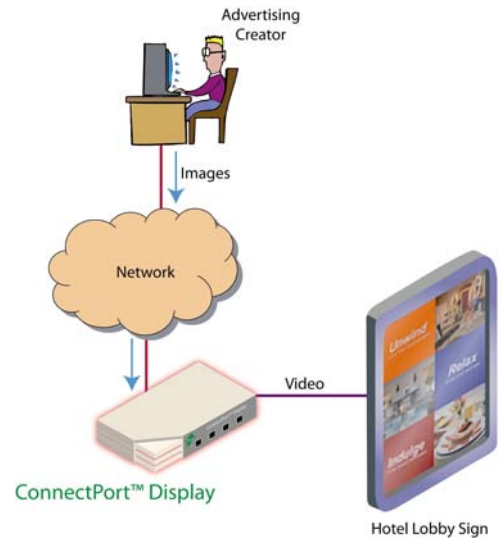 Advertising
Creator
Images
Network
Video
Unwind
Relax
Indulge
ConnectPort™ Display
Hotel Lobby Sign